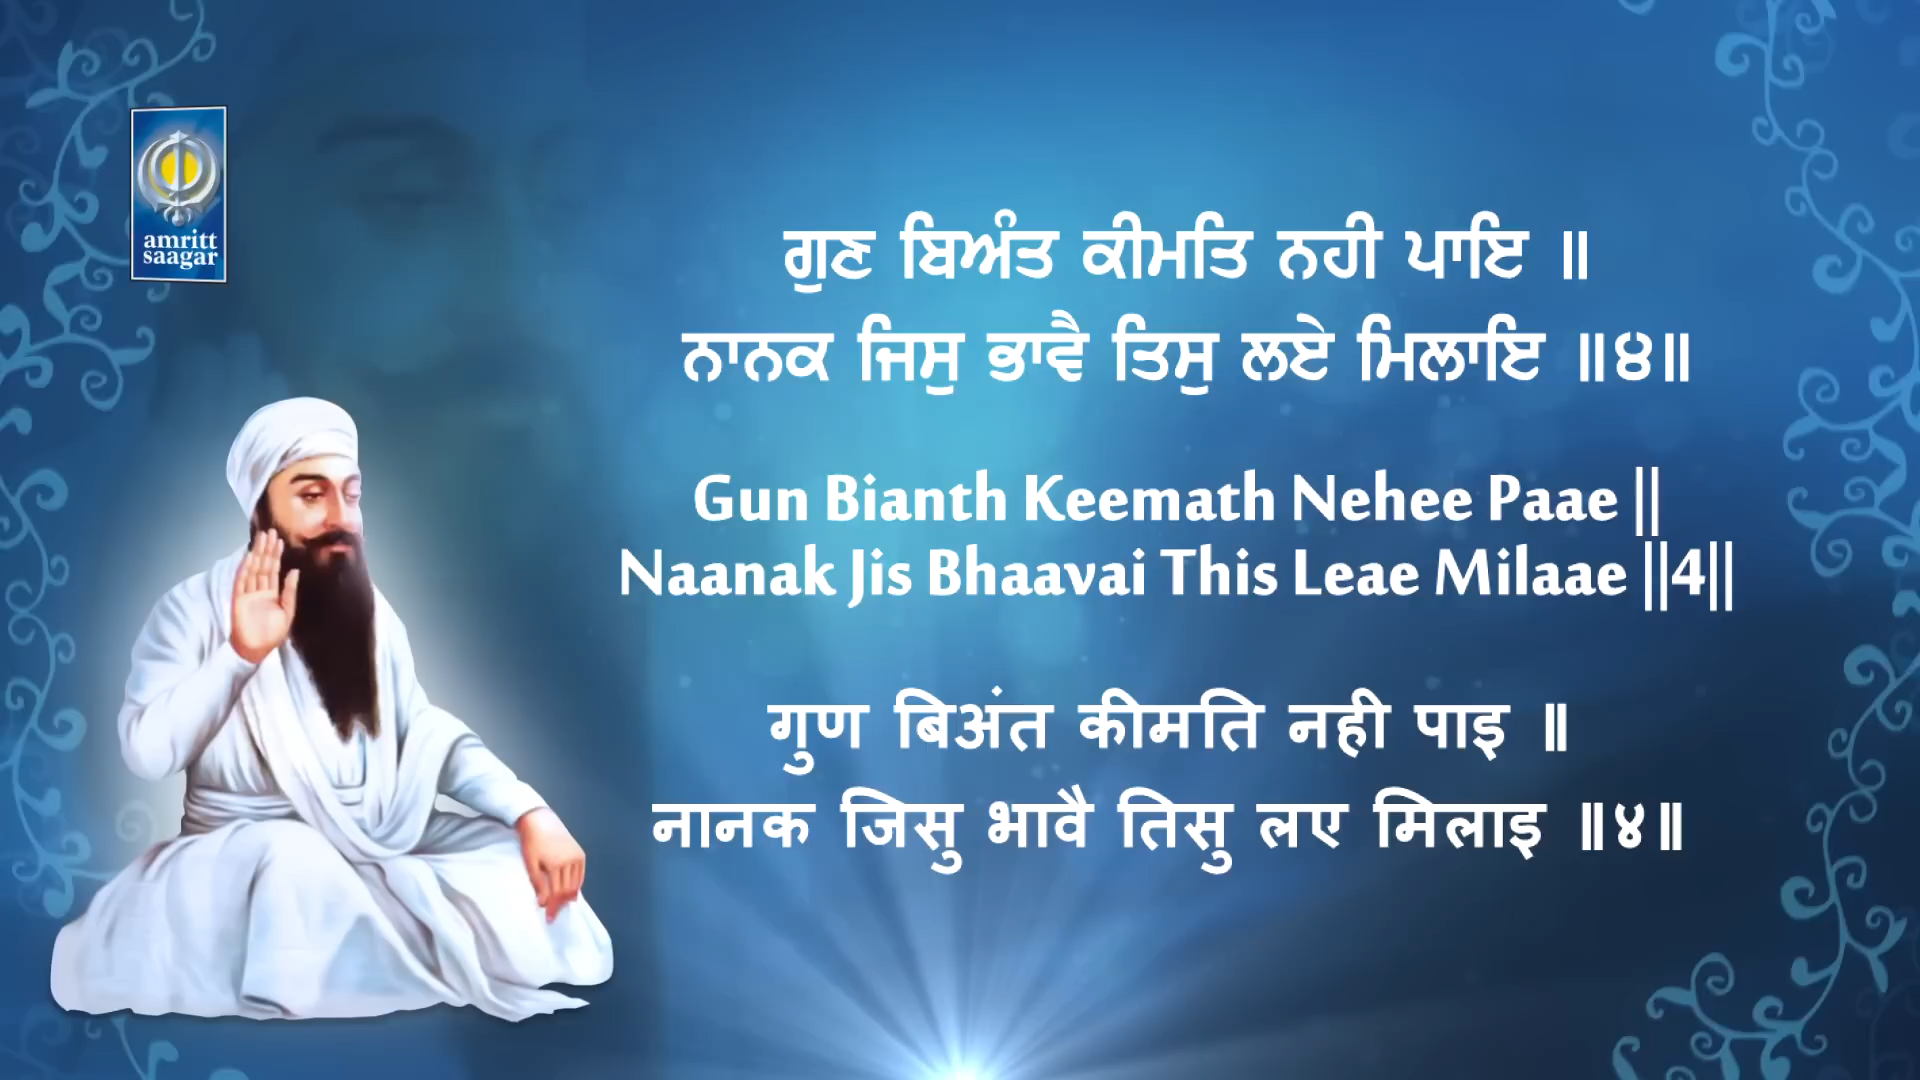 amritt
saagar
ਗੁਣ ਬਿਅੰਤ ਕੀਮਤਿ ਨਹੀ ਪਾਇ ॥
ਨਾਨਕ ਜਿਸੁ ਭਾਵੈ ਤਿਸੁ ਲਏ ਮਿਲਾਇ ॥੪॥
Gun Bianth Keemath Nehee Paae ||
Naanak Jis Bhaavai This Leae Milaae ||4||
गुण बिअंत कीमति नही पाइ ॥
नानक जिसु भावै तिसु लए मिलाइ ॥४॥